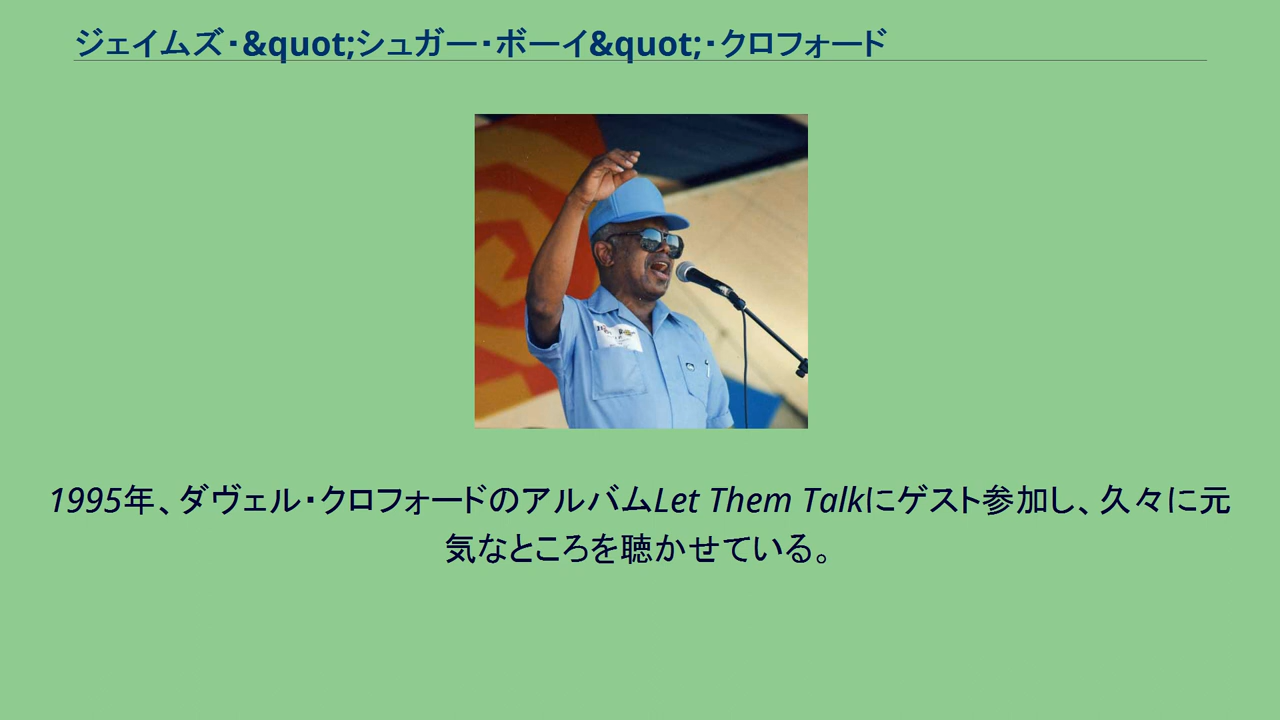 ジェイムズ・&quot;シュガー・ボーイ&quot;・クロフォード
1995年、ダヴェル・クロフォードのアルバムLet Them Talkにゲスト参加し、久々に元
気なところを聴かせている。